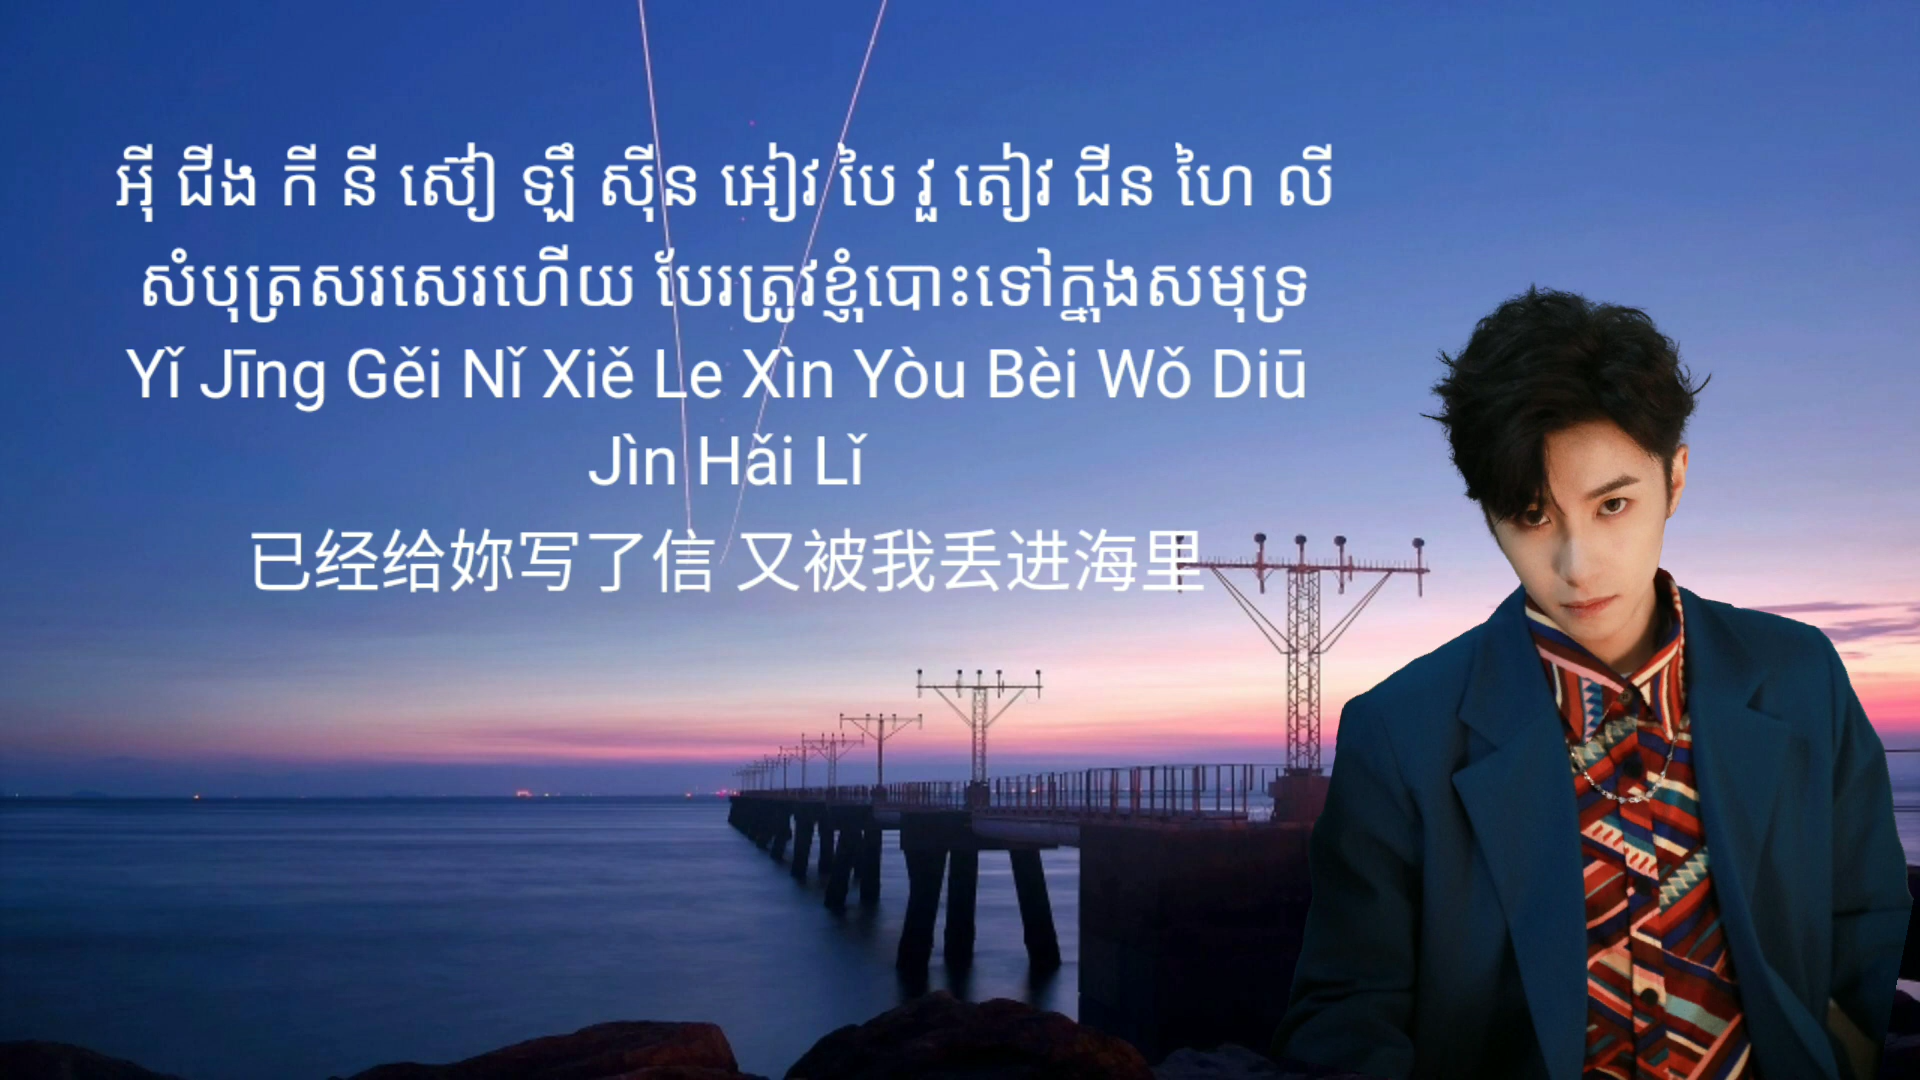 អ៊ី ជីង កី នី ស៊ៀ ឡឺ ស៊ីន អៀវ បៃ វួ តៀវ ជីន ហៃ លី
សំបុត្រសរសេរហើយ បែរត្រូវខ្ញុំបោះទៅក្នុងសមុទ្រ
Yǐ Jīng Gěi Nǐ Xiě Le Xìn Yòu Bèi Wǒ Diū
Jìn Hǎi Lǐ
已经给妳写了信 又被我丢进海里